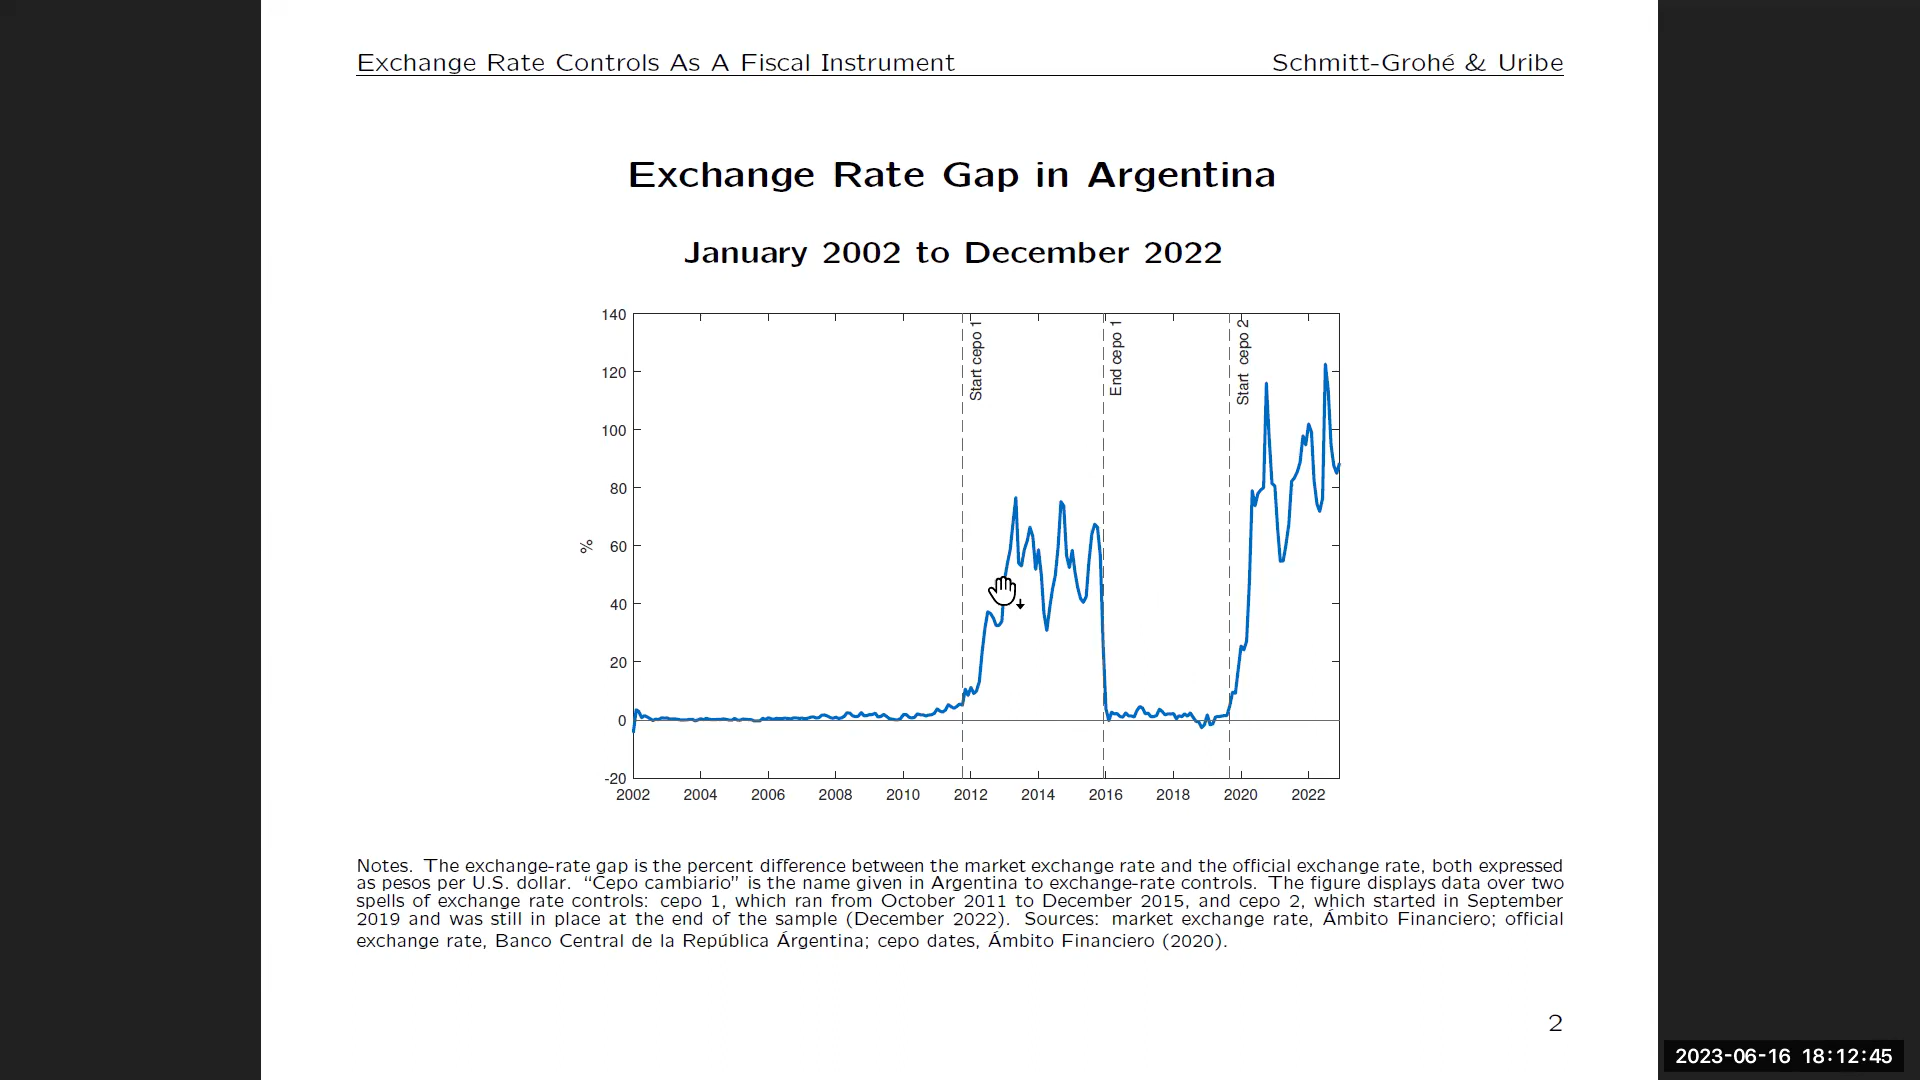 Exchange Rate Controls As A Fiscal Instrument Schmitt-Grohé & Uribe
Exchange Rate Gap in Argentina
January 2002 to December 2022
140
120
100
80
60
40
20
0
-20
%
Start cepo 1
End cepo 1
Start cepo 2
2002 2004 2006 2008 2010 2012 2014 2016 2018 2020 2022
Notes. The exchange-rate gap is the percent difference between the market exchange rate and the official exchange rate, both expressed
as pesos per U.S. dollar. “Cepo cambiario” is the name given in Argentina to exchange-rate controls. The figure displays data over two
spells of exchange rate controls: cepo 1, which ran from October 2011 to December 2015, and cepo 2, which started in September
2019 and was still in place at the end of the sample (December 2022). Sources: market exchange rate, Ámbito Financiero; official
exchange rate, Banco Central de la República Árgentina; cepo dates, Ámbito Financiero (2020).
2
2023-06-16 18:12:45